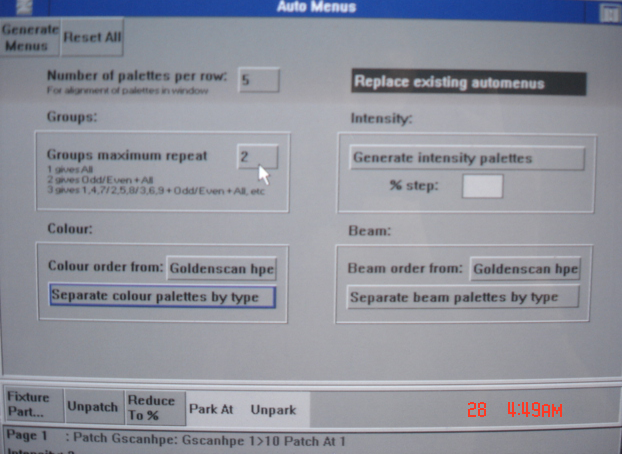 Auto Menus
Generate Menus
Reset All
Number of palettes per row: 5
For alignment of palettes in window
Replace existing automenus
Groups:
Groups maximum repeat 2
1 gives All
2 gives Odd/Even + All
3 gives 1,4,7/2,5,8/3,6,9 + Odd/Even + All, etc
Intensity:
Generate intensity palettes
% step:
Colour:
Colour order from: Goldenscan hpe
Separate colour palettes by type
Beam:
Beam order from: Goldenscan hpe
Separate beam palettes by type
Fixture Part...
Unpatch
Reduce To %
Park At
Unpark
28 4:49AM
Page 1 : Patch Gscanhpe: Gscanhpe 1>10 Patch At 1